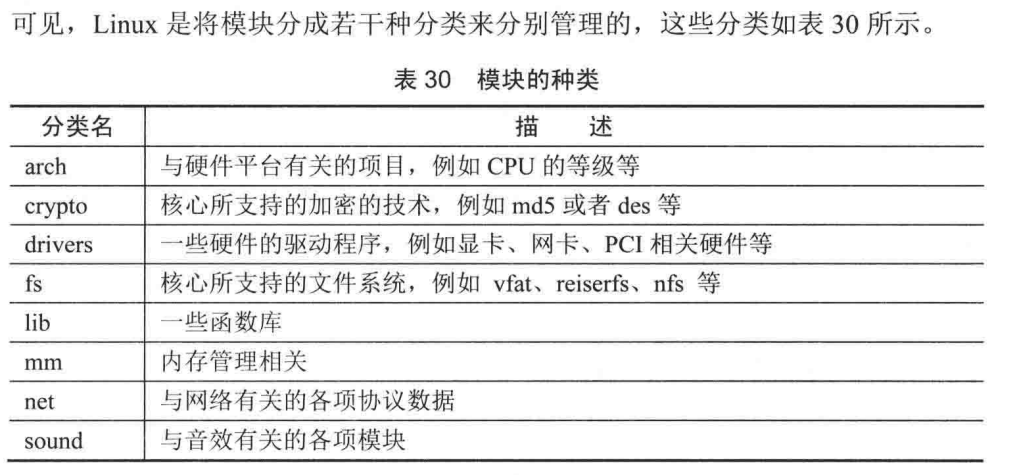 可见，Linux 是将模块分成若干种分类来分别管理的，这些分类如表 30 所示。
表 30 模块的种类
分类名 描 述
arch 与硬件平台有关的项目，例如 CPU 的等级等
crypto 核心所支持的加密的技术，例如 md5 或者 des 等
drivers 一些硬件的驱动程序，例如显卡、网卡、PCI 相关硬件等
fs 核心所支持的文件系统，例如 vfat、reiserfs、nfs 等
lib 一些函数库
mm 内存管理相关
net 与网络有关的各项协议数据
sound 与音效有关的各项模块